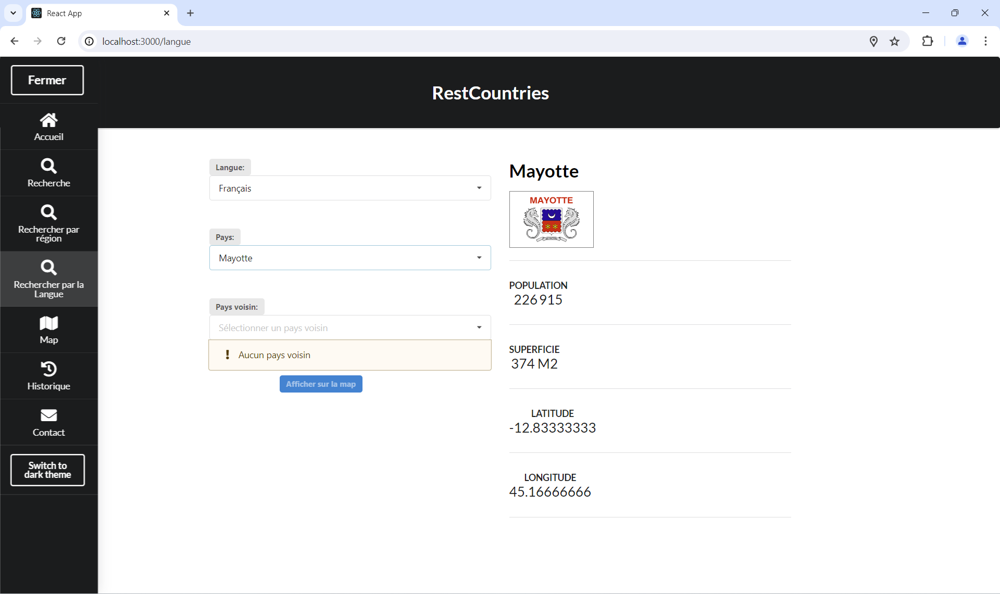 React App
localhost:3000/langue
Fermer
RestCountries
Accueil
Recherche
Rechercher par
région
Rechercher par la
Langue
Map
Historique
Contact
Switch to
dark theme
Langue:
Français
Pays:
Mayotte
Pays voisin:
Sélectionner un pays voisin
Aucun pays voisin
Afficher sur la map
Mayotte
MAYOTTE
POPULATION
226 915
SUPERFICIE
374 M2
LATITUDE
-12.83333333
LONGITUDE
45.16666666